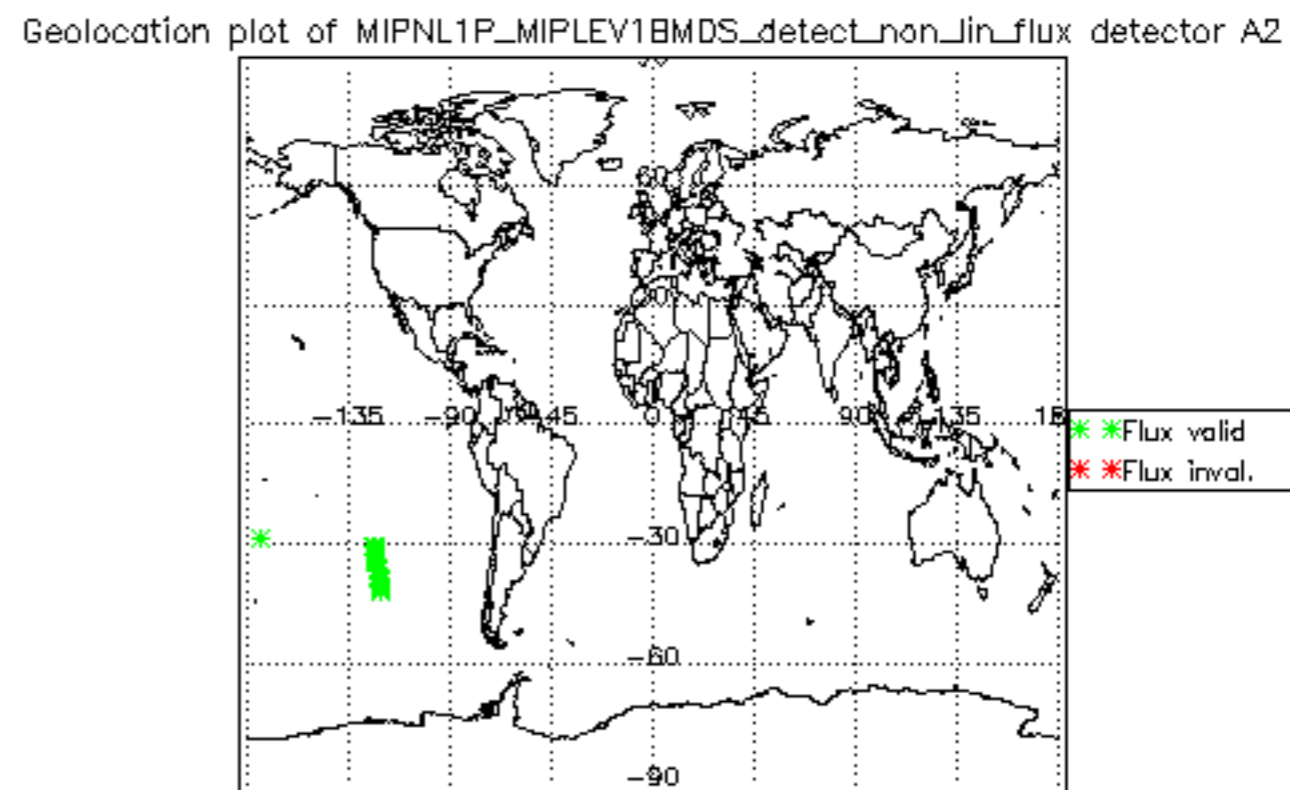 Geolocation plot of MIPNL1P_MIPLEV1BMDS_detect_non_lin_flux detector A2
60
-135 -90 45 0 45 90 135
Flux valid
Flux inval.
-30
-60
-90